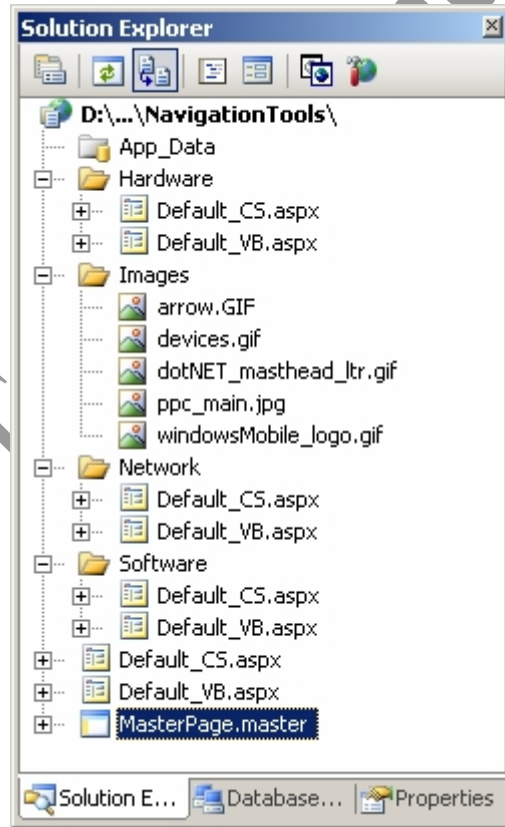 Solution Explorer
D:\...\NavigationTools\
App_Data
Hardware
Default_CS.aspx
Default_VB.aspx
Images
arrow.GIF
devices.gif
dotNET_masthead_ltr.gif
ppc_main.jpg
windowsMobile_logo.gif
Network
Default_CS.aspx
Default_VB.aspx
Software
Default_CS.aspx
Default_VB.aspx
Default_CS.aspx
Default_VB.aspx
MasterPage.master
Solution E... Database... Properties